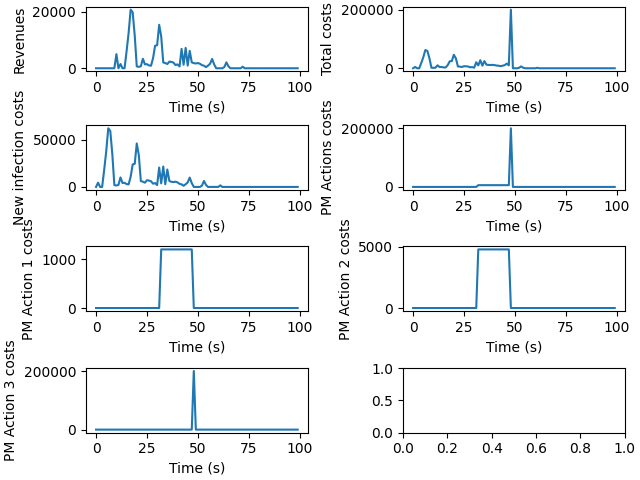 Revenues
20000
0
0 25 50 75 100
Time (s)
Total costs
200000
0
0 25 50 75 100
Time (s)
New infection costs
50000
0
0 25 50 75 100
Time (s)
PM Actions costs
200000
0
0 25 50 75 100
Time (s)
PM Action 1 costs
1000
0
0 25 50 75 100
Time (s)
PM Action 2 costs
5000
0
0 25 50 75 100
Time (s)
PM Action 3 costs
200000
0
0 25 50 75 100
Time (s)
1.0
0.5
0.0
0.0 0.2 0.4 0.6 0.8 1.0